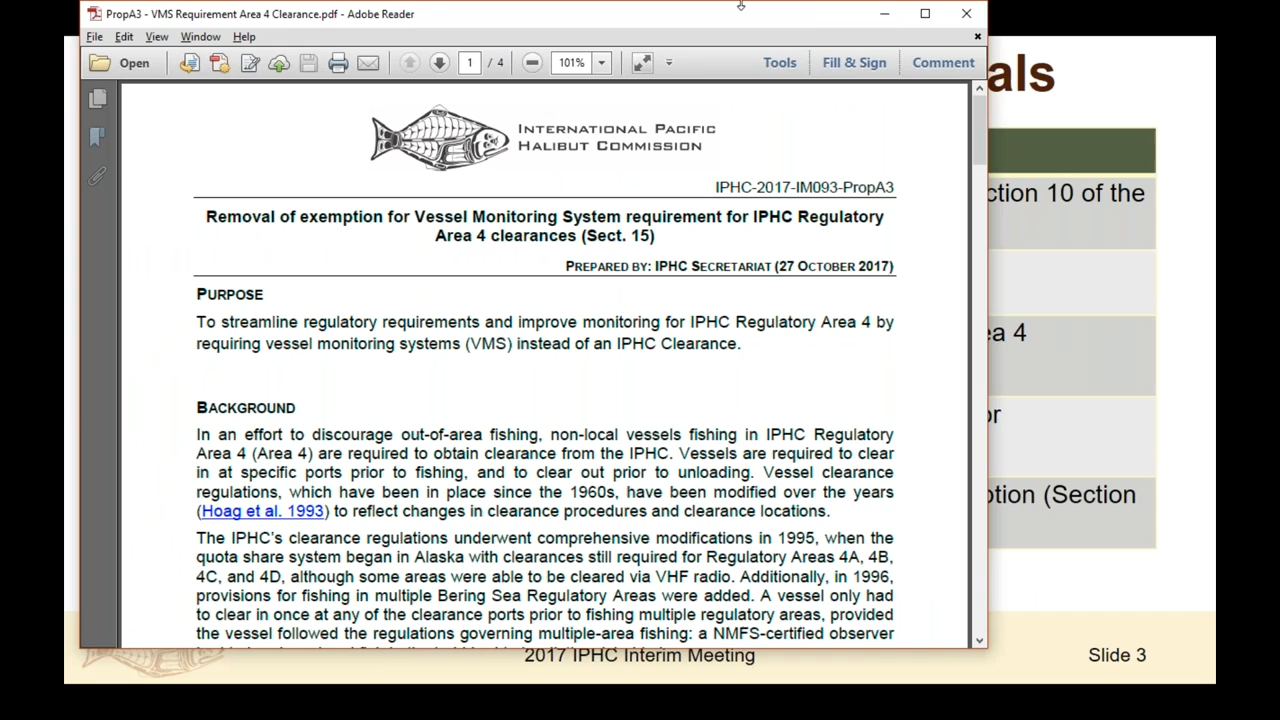 PropA3 - VMS Requirement Area 4 Clearance.pdf - Adobe Reader
File Edit View Window Help
Open 1 / 4 101% Tools Fill & Sign Comment
INTERNATIONAL PACIFIC
HALIBUT COMMISSION
IPHC-2017-IM093-PropA3
Removal of exemption for Vessel Monitoring System requirement for IPHC Regulatory
Area 4 clearances (Sect. 15)
PREPARED BY: IPHC SECRETARIAT (27 OCTOBER 2017)
PURPOSE
To streamline regulatory requirements and improve monitoring for IPHC Regulatory Area 4 by
requiring vessel monitoring systems (VMS) instead of an IPHC Clearance.
BACKGROUND
In an effort to discourage out-of-area fishing, non-local vessels fishing in IPHC Regulatory
Area 4 (Area 4) are required to obtain clearance from the IPHC. Vessels are required to clear
in at specific ports prior to fishing, and to clear out prior to unloading. Vessel clearance
regulations, which have been in place since the 1960s, have been modified over the years
(Hoag et al. 1993) to reflect changes in clearance procedures and clearance locations.
The IPHC's clearance regulations underwent comprehensive modifications in 1995, when the
quota share system began in Alaska with clearances still required for Regulatory Areas 4A, 4B,
4C, and 4D, although some areas were able to be cleared via VHF radio. Additionally, in 1996,
provisions for fishing in multiple Bering Sea Regulatory Areas were added. A vessel only had
to clear in once at any of the clearance ports prior to fishing multiple regulatory areas, provided
the vessel followed the regulations governing multiple-area fishing: a NMFS-certified observer
als
ction 10 of the
ea 4
or
ption (Section
2017 IPHC Interim Meeting
Slide 3